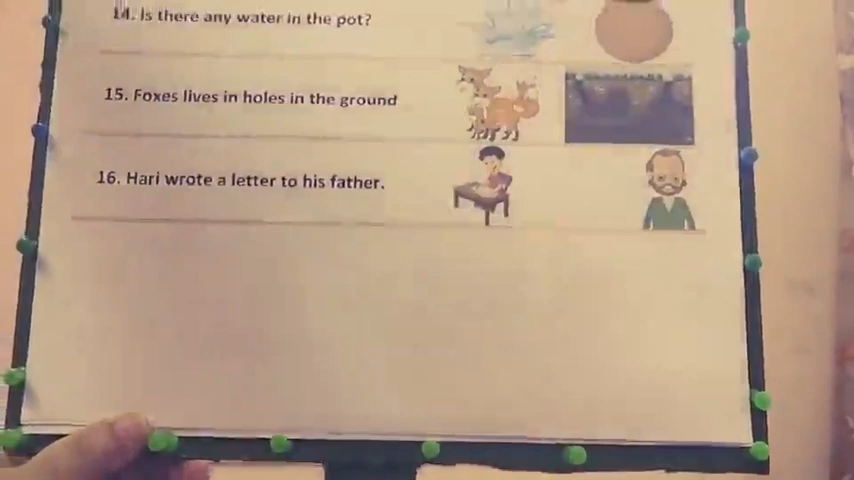 14. Is there any water in the pot?
15. Foxes lives in holes in the ground
16. Hari wrote a letter to his father.